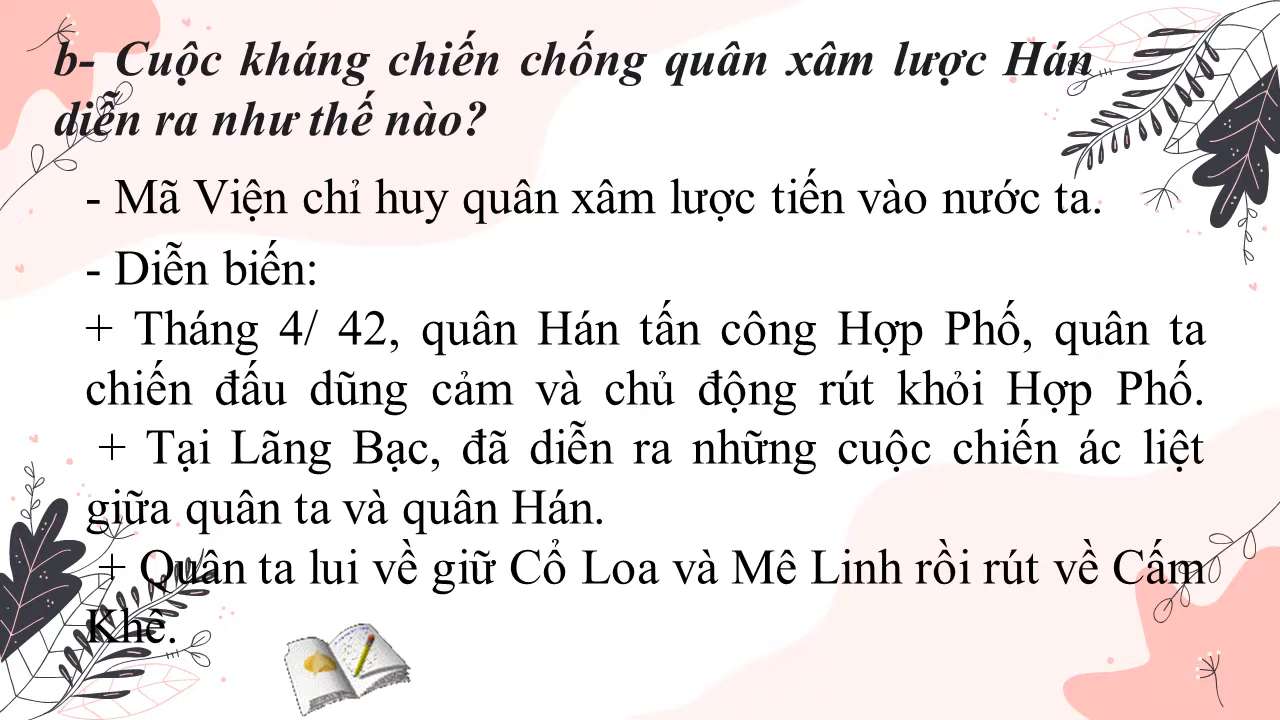 b- Cuộc kháng chiến chống quân xâm lược Hán
diễn ra như thế nào?
- Mã Viện chỉ huy quân xâm lược tiến vào nước ta.
- Diễn biến:
+ Tháng 4/ 42, quân Hán tấn công Hợp Phố, quân ta
chiến đấu dũng cảm và chủ động rút khỏi Hợp Phố.
+ Tại Lãng Bạc, đã diễn ra những cuộc chiến ác liệt
giữa quân ta và quân Hán.
+ Quân ta lui về giữ Cổ Loa và Mê Linh rồi rút về Cấm
Khê.